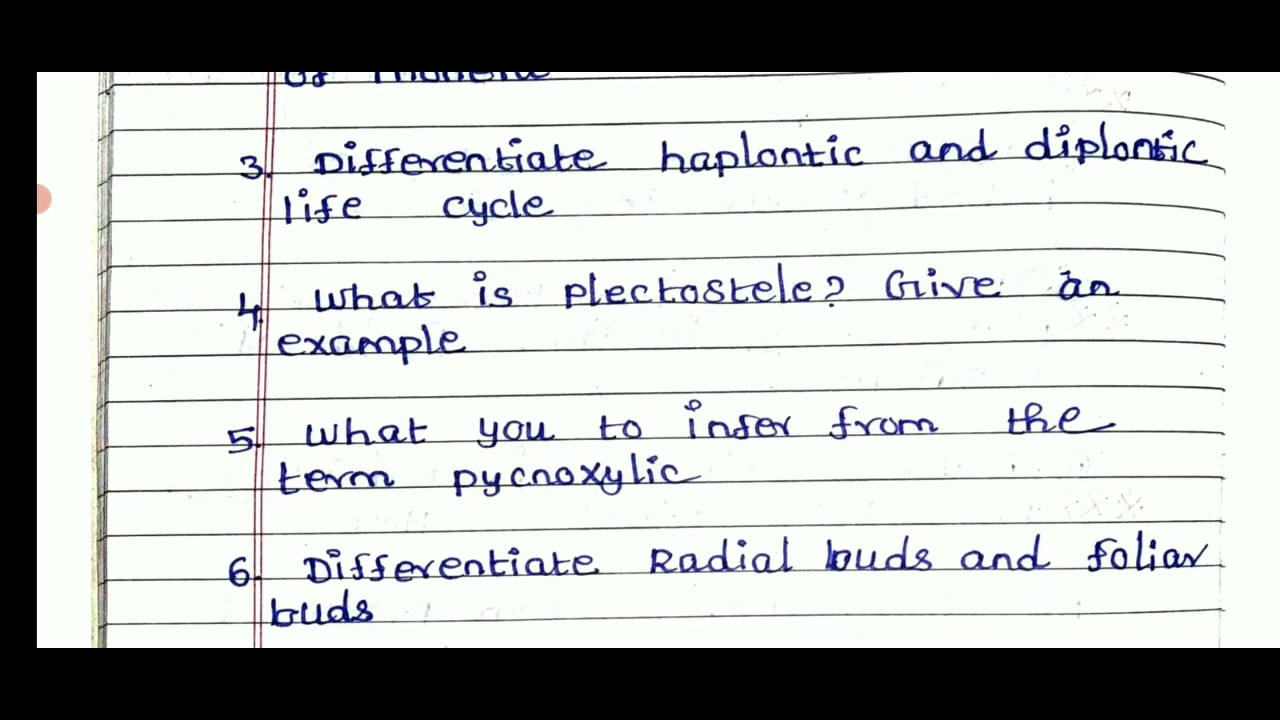 3. Differentiate haplontic and diplontic
life cycle
4. What is plectostele? Give an
example
5. What you to infer from the
term pycnoxylic
6. Differentiate Radial buds and foliar
buds